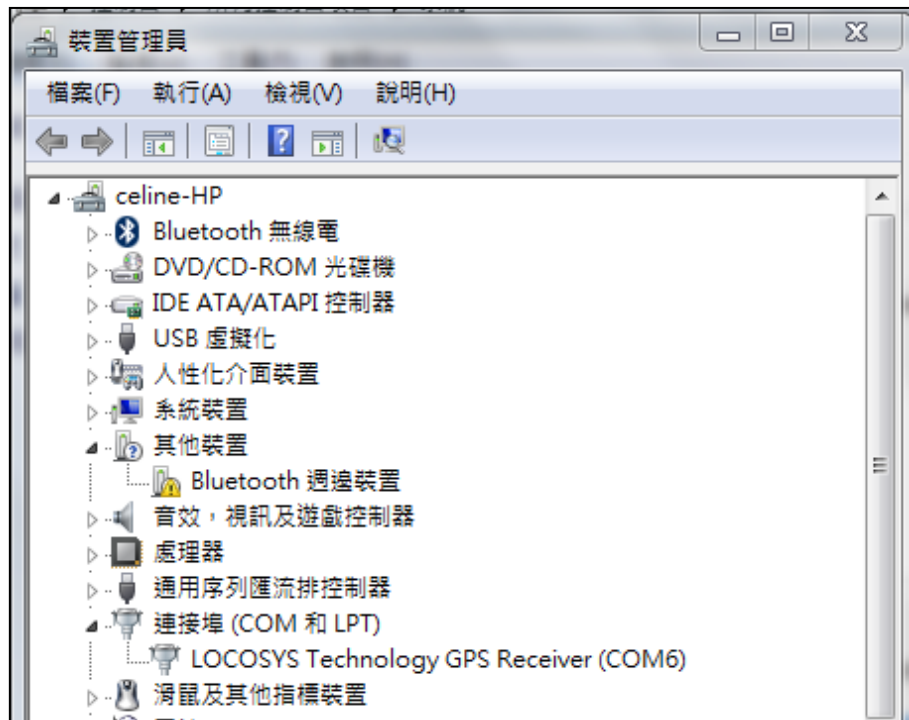 裝置管理員
檔案(F) 執行(A) 檢視(V) 說明(H)
celine-HP
Bluetooth 無線電
DVD/CD-ROM 光碟機
IDE ATA/ATAPI 控制器
USB 虛擬化
人性化介面裝置
系統裝置
其他裝置
Bluetooth 週邊裝置
音效，視訊及遊戲控制器
處理器
通用序列匯流排控制器
連接埠 (COM 和 LPT)
LOCOSYS Technology GPS Receiver (COM6)
滑鼠及其他指標裝置